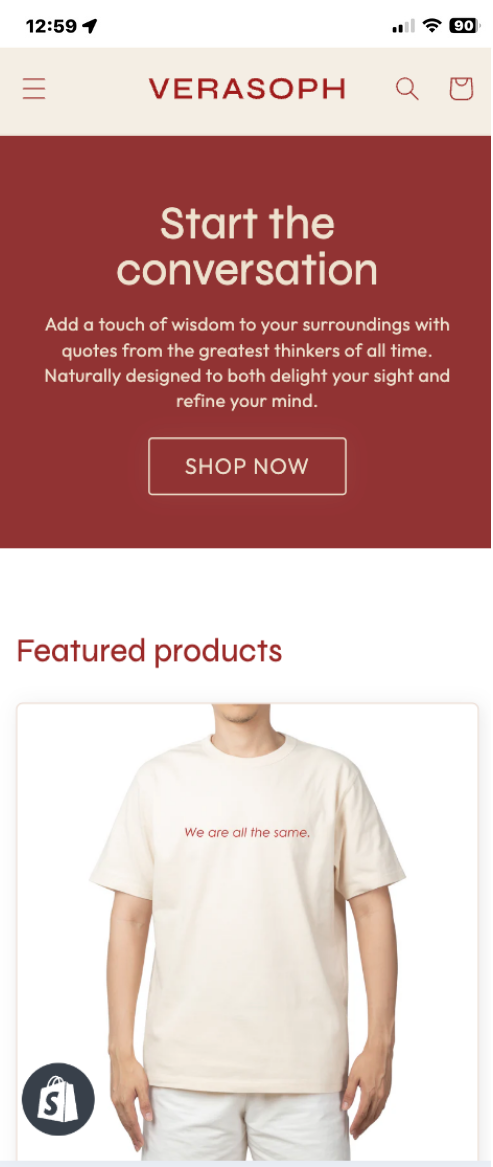 12:59
90
VERASOPH
Start the
conversation
Add a touch of wisdom to your surroundings with
quotes from the greatest thinkers of all time.
Naturally designed to both delight your sight and
refine your mind.
SHOP NOW
Featured products
We are all the same.
S